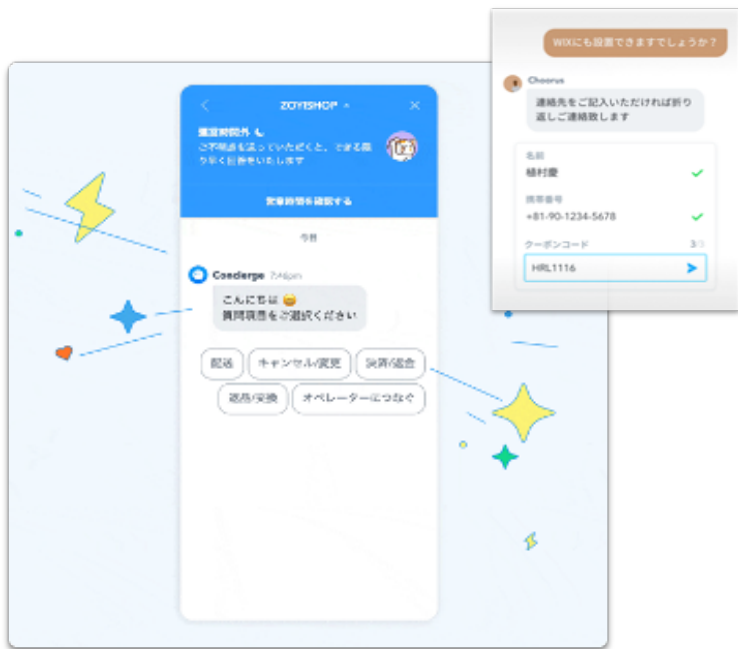 ZOYISHOP
営業時間外
ご不明点を送っていただくと、できる限
り早く回答をいたします
営業時間を確認する
今日
Concierge 7:46pm
こんにちは 😄
質問項目をご選択ください
配送
キャンセル/変更
決済/返金
返品/交換
オペレーターにつなぐ
WIXにも設置できますでしょうか?
Cheorus
連絡先をご記入いただければ折り
返しご連絡致します
名前
植村慶
携帯番号
+81-90-1234-5678
クーポンコード 3/3
HRL1116